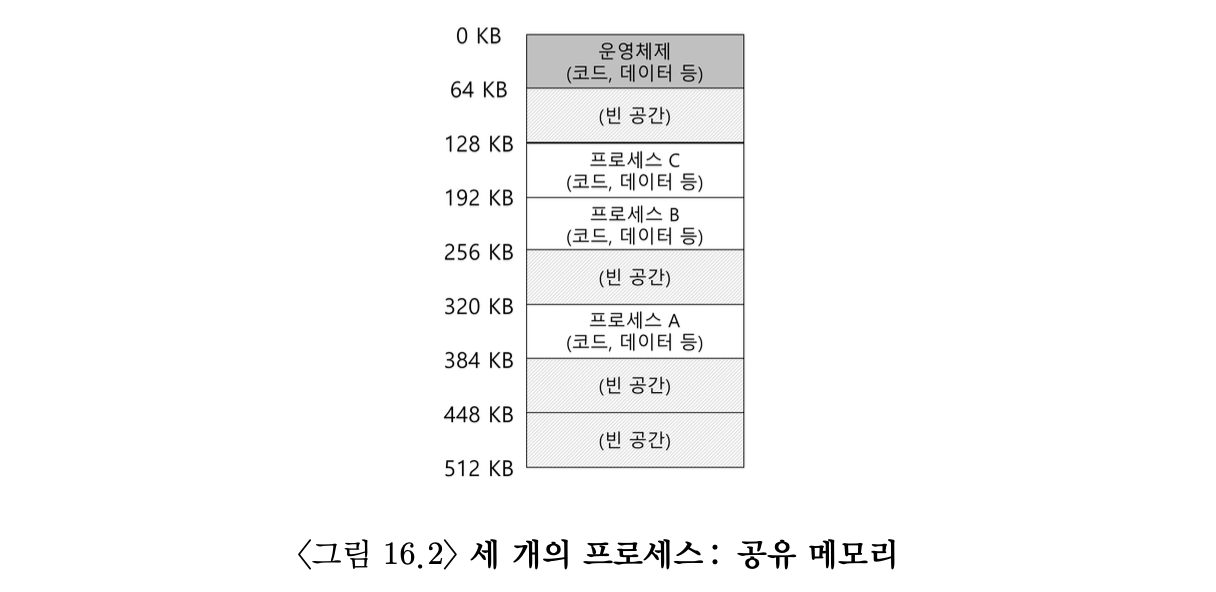 0 KB
운영체제
(코드, 데이터 등)
64 KB
(빈 공간)
128 KB
프로세스 C
(코드, 데이터 등)
192 KB
프로세스 B
(코드, 데이터 등)
256 KB
(빈 공간)
320 KB
프로세스 A
(코드, 데이터 등)
384 KB
(빈 공간)
448 KB
(빈 공간)
512 KB
〈그림 16.2〉 세 개의 프로세스: 공유 메모리